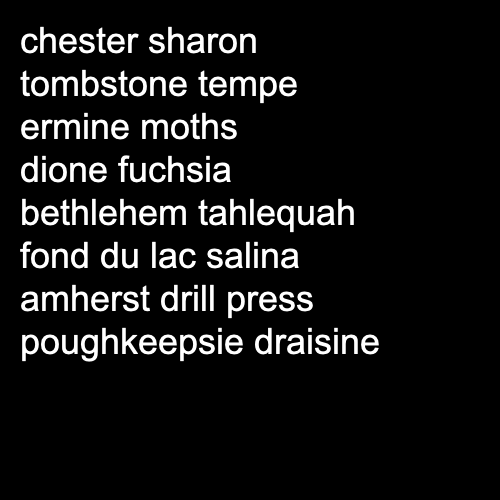 chester sharon
tombstone tempe
ermine moths
dione fuchsia
bethlehem tahlequah
fond du lac salina
amherst drill press
poughkeepsie draisine